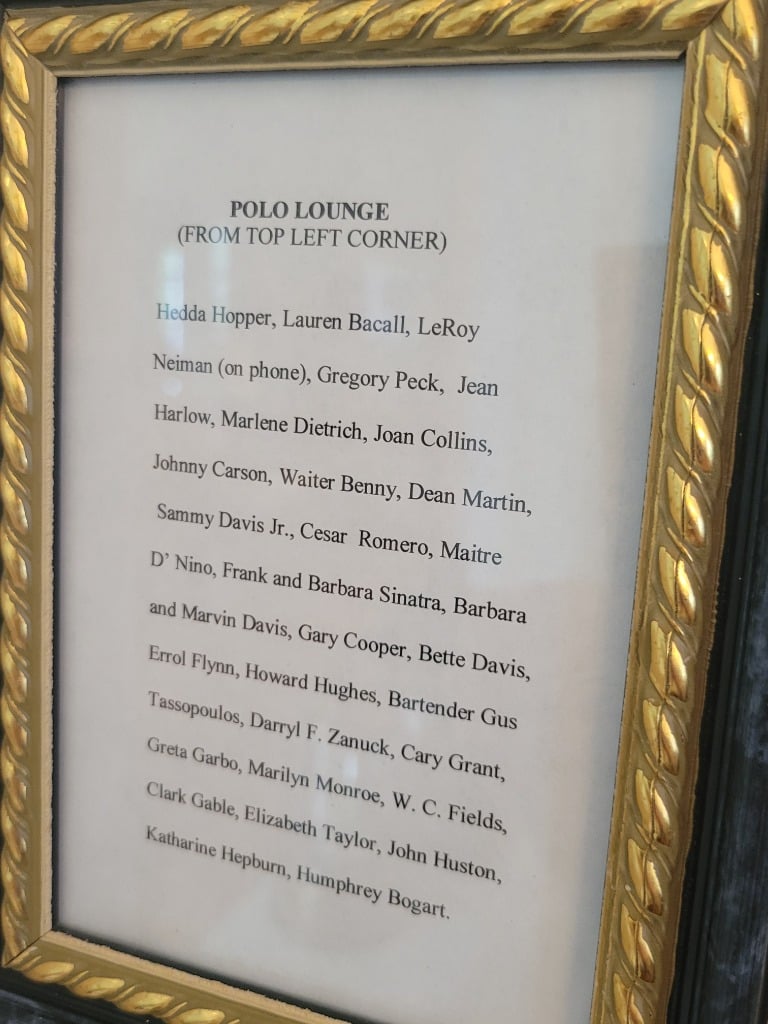 POLO LOUNGE
(FROM TOP LEFT CORNER)
Hedda Hopper, Lauren Bacall, LeRoy
Neiman (on phone), Gregory Peck, Jean
Harlow, Marlene Dietrich, Joan Collins,
Johnny Carson, Waiter Benny, Dean Martin,
Sammy Davis Jr., Cesar Romero, Maitre
D' Nino, Frank and Barbara Sinatra, Barbara
and Marvin Davis, Gary Cooper, Bette Davis,
Errol Flynn, Howard Hughes, Bartender Gus
Tassopoulos, Darryl F. Zanuck, Cary Grant,
Greta Garbo, Marilyn Monroe, W. C. Fields,
Clark Gable, Elizabeth Taylor, John Huston,
Katharine Hepburn, Humphrey Bogart.